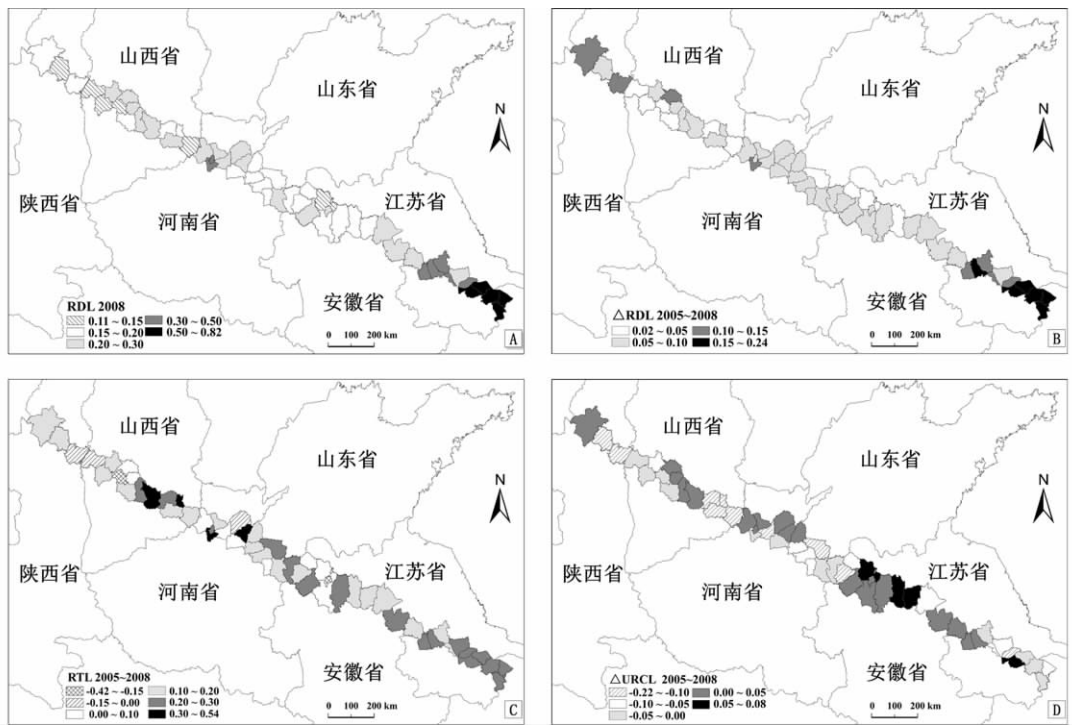 山西省
山东省
N
陕西省
河南省
江苏省
安徽省
RDL 2008
0.11 ~ 0.15
0.30 ~ 0.50
0.15 ~ 0.20
0.50 ~ 0.82
0.20 ~ 0.30
0 100 200 km
A
山西省
山东省
N
陕西省
河南省
江苏省
安徽省
△RDL 2005~2008
0.02 ~ 0.05
0.10 ~ 0.15
0.05 ~ 0.10
0.15 ~ 0.24
0 100 200 km
B
山西省
山东省
N
陕西省
河南省
江苏省
安徽省
RTL 2005~2008
-0.42 ~ -0.15
0.10 ~ 0.20
-0.15 ~ 0.00
0.20 ~ 0.30
0.00 ~ 0.10
0.30 ~ 0.54
0 100 200 km
C
山西省
山东省
N
陕西省
河南省
江苏省
安徽省
△URCL 2005~2008
-0.22 ~ -0.10
0.00 ~ 0.05
-0.10 ~ -0.05
0.05 ~ 0.08
-0.05 ~ 0.00
0 100 200 km
D